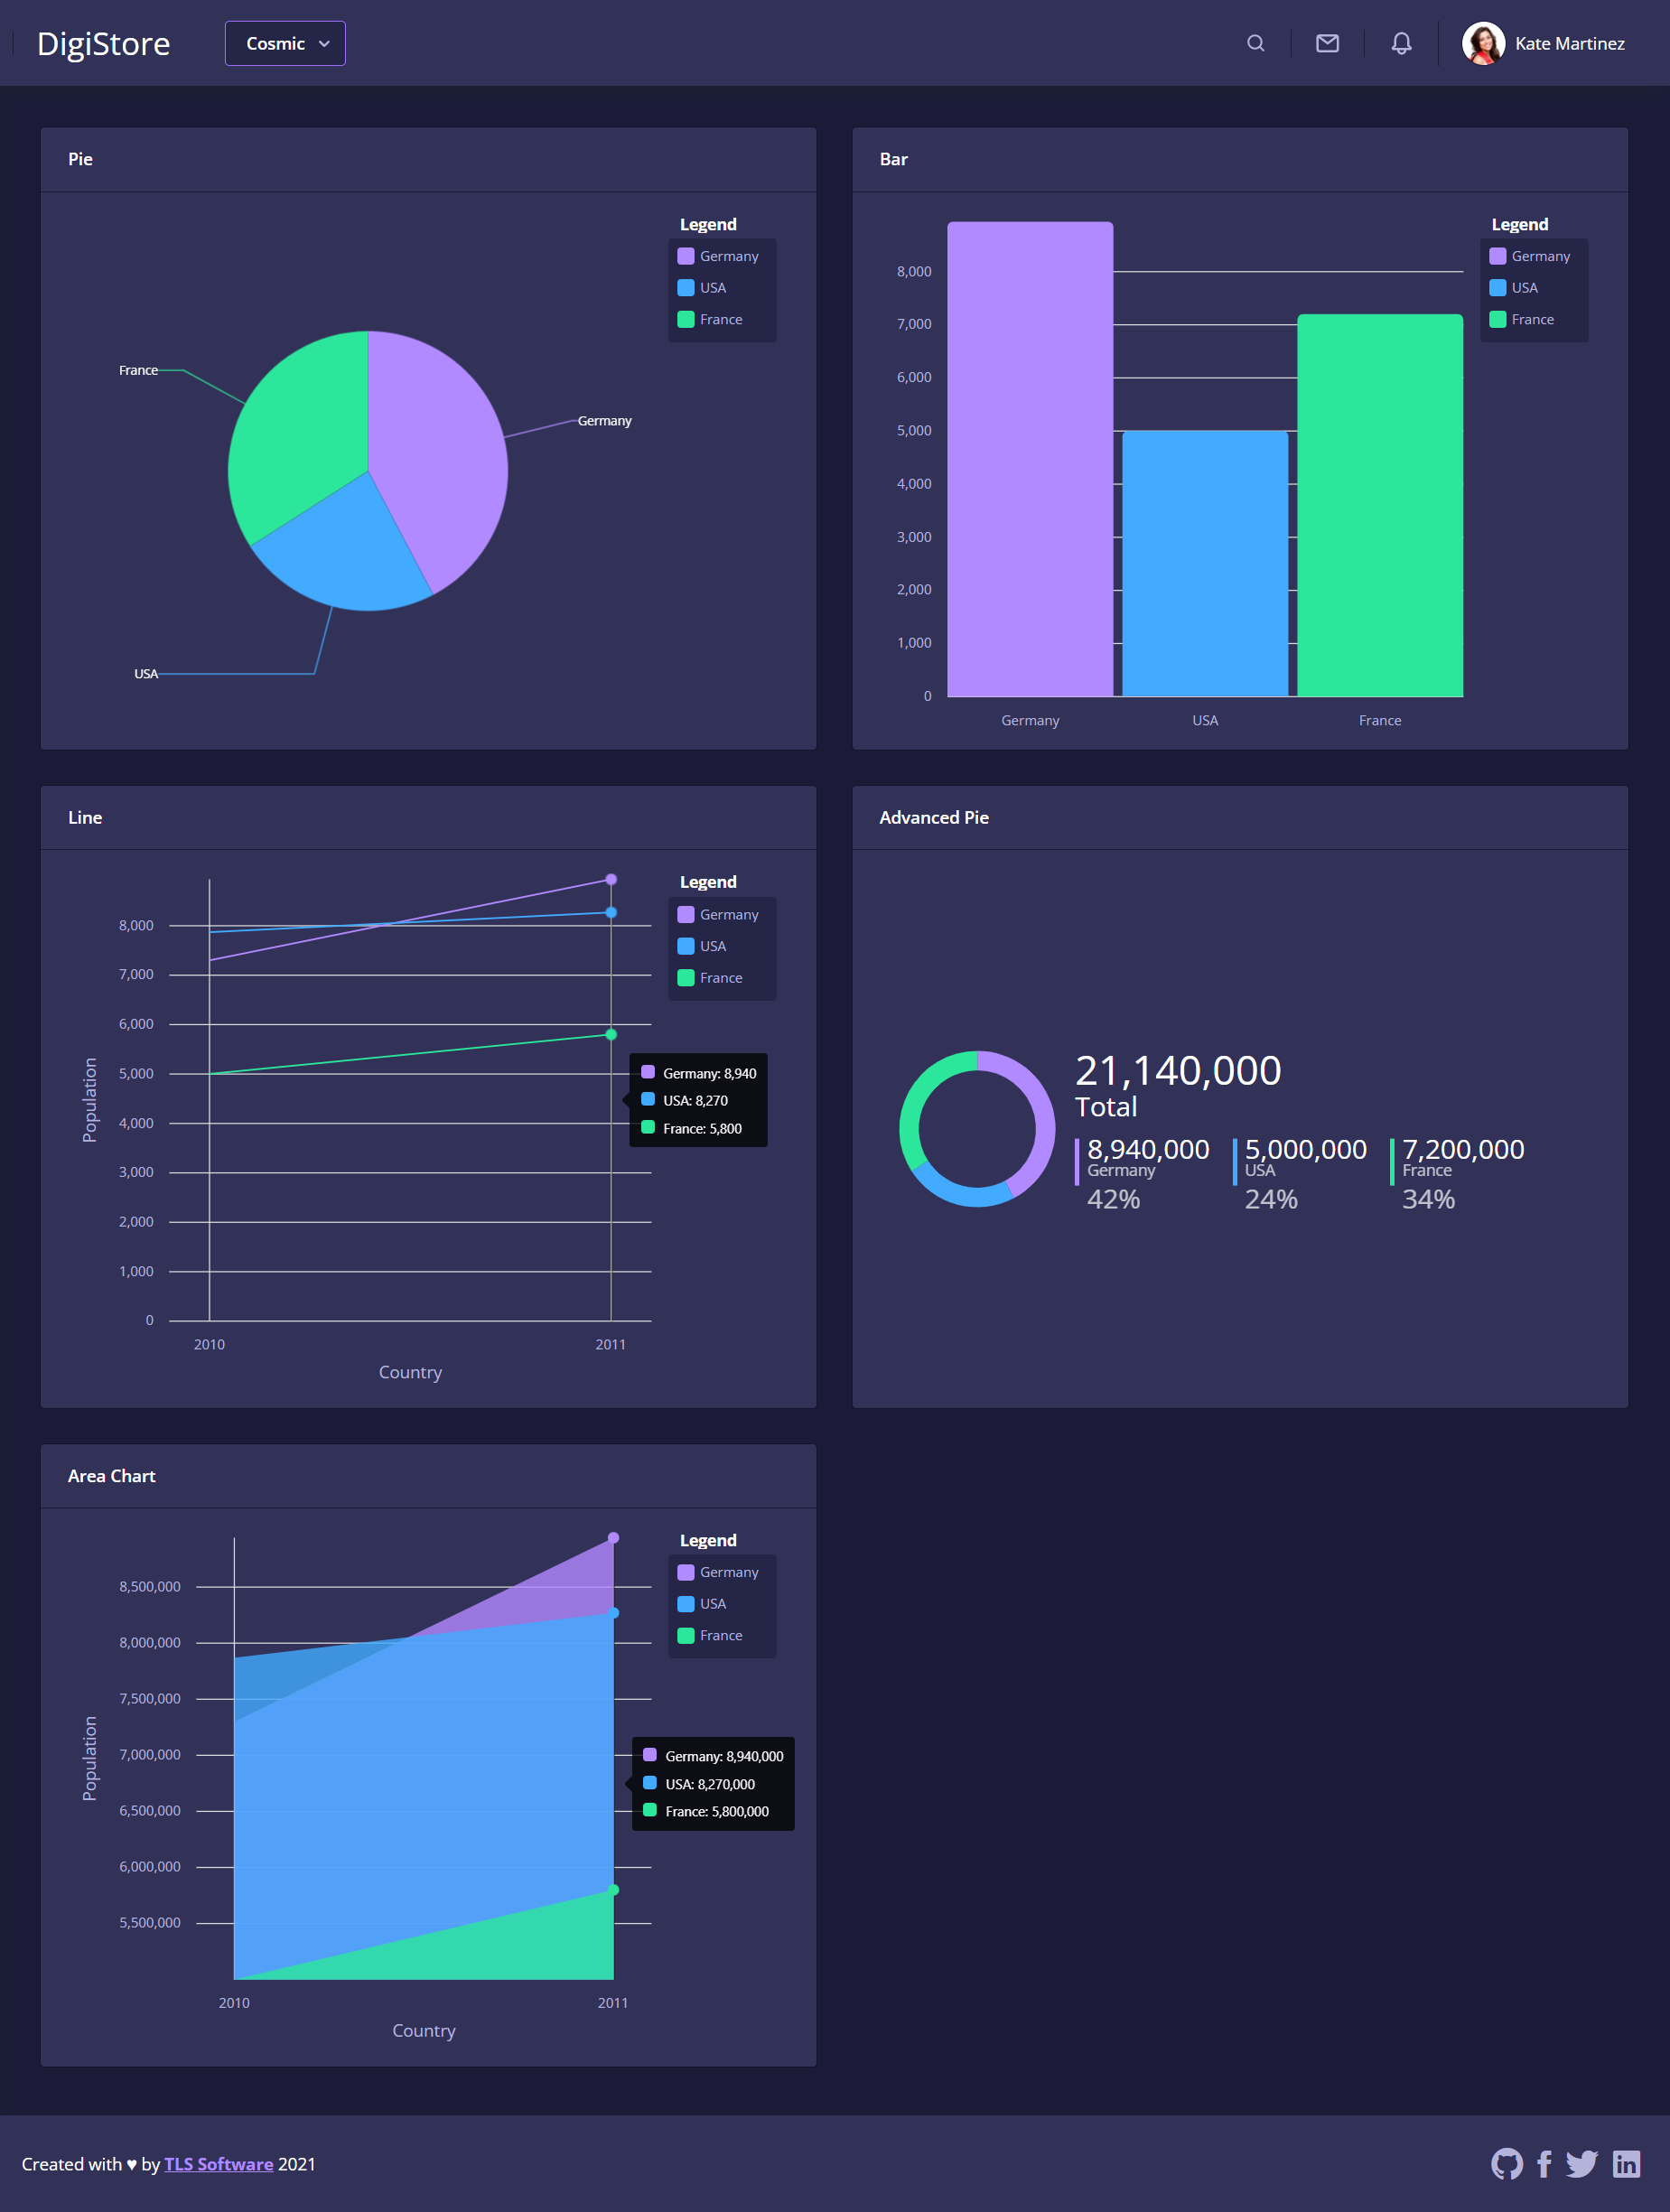 DigiStore
Cosmic
Kate Martinez
Pie
Legend
Germany
USA
France
France
Germany
USA
Bar
Legend
Germany
USA
France
8,000
7,000
6,000
5,000
4,000
3,000
2,000
1,000
0
Germany USA France
Line
Legend
Germany
USA
France
8,000
7,000
6,000
5,000
4,000
3,000
2,000
1,000
0
Population
Germany: 8,940
USA: 8,270
France: 5,800
2010 2011
Country
Advanced Pie
21,140,000
Total
8,940,000 5,000,000 7,200,000
Germany USA France
42% 24% 34%
Area Chart
Legend
Germany
USA
France
8,500,000
8,000,000
7,500,000
7,000,000
6,500,000
6,000,000
5,500,000
Population
Germany: 8,940,000
USA: 8,270,000
France: 5,800,000
2010 2011
Country
Created with ♥ by TLS Software 2021